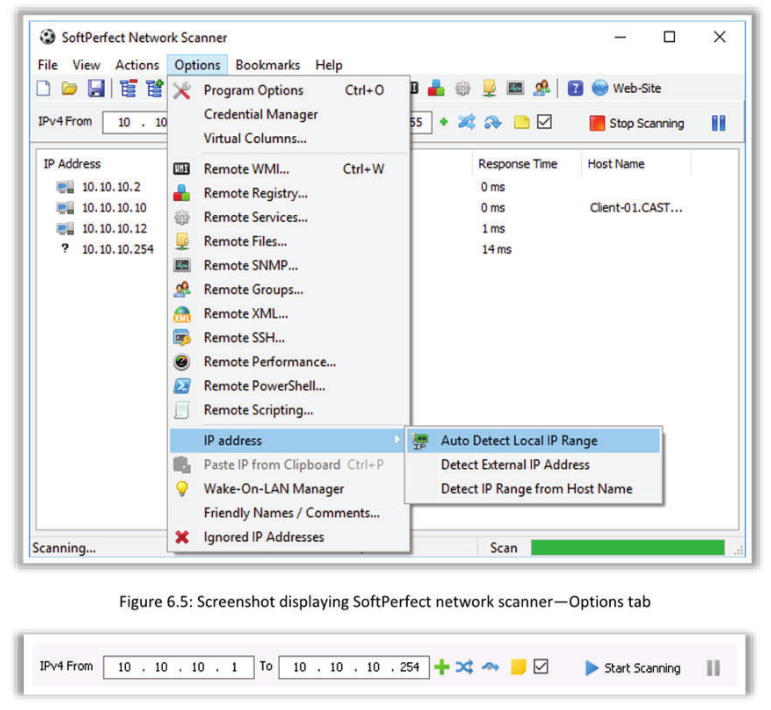 SoftPerfect Network Scanner
File View Actions Options Bookmarks Help
Program Options Ctrl+O
Web-Site
Credential Manager
IPv4 From 10 . 10
55
Stop Scanning
Virtual Columns...
IP Address
Response Time
Host Name
Remote WMI... Ctrl+W
10.10.10.2
0 ms
Remote Registry...
10.10.10.10
0 ms
Client-01.CAST...
Remote Services...
10.10.10.12
1 ms
Remote Files...
? 10.10.10.254
14 ms
Remote SNMP...
Remote Groups...
XML Remote XML...
Remote SSH...
Remote Performance...
Remote PowerShell...
Remote Scripting...
IP address
IP Auto Detect Local IP Range
Paste IP from Clipboard Ctrl+P
Detect External IP Address
Wake-On-LAN Manager
Detect IP Range from Host Name
Friendly Names / Comments...
Ignored IP Addresses
Scanning...
Scan
Figure 6.5: Screenshot displaying SoftPerfect network scanner—Options tab
IPv4 From 10 . 10 . 10 . 1 To 10 . 10 . 10 . 254 Start Scanning